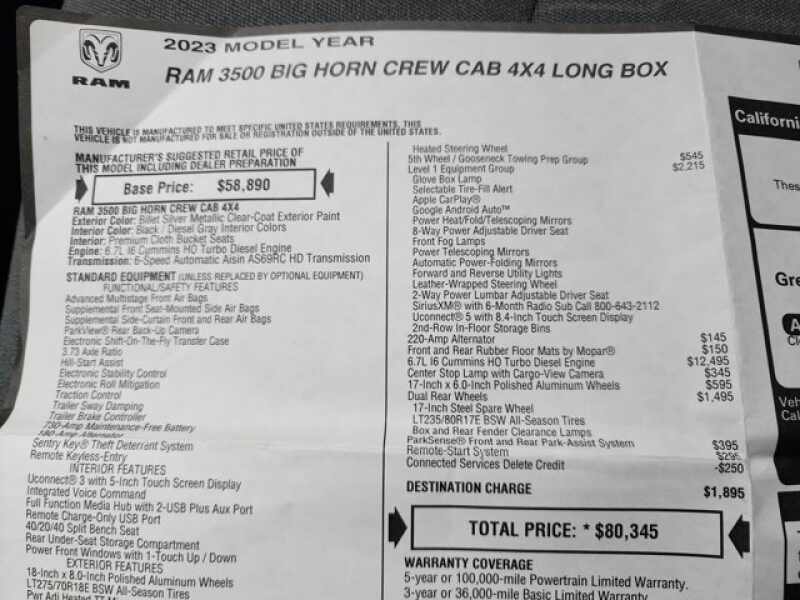 RAM
2023 MODEL YEAR
RAM 3500 BIG HORN CREW CAB 4X4 LONG BOX
THIS VEHICLE IS MANUFACTURED TO MEET SPECIFIC UNITED STATES REQUIREMENTS. THIS
VEHICLE IS NOT MANUFACTURED FOR SALE OR REGISTRATION OUTSIDE OF THE UNITED STATES.
MANUFACTURER'S SUGGESTED RETAIL PRICE OF
THIS MODEL INCLUDING DEALER PREPARATION
Base Price: $58,890
RAM 3500 BIG HORN CREW CAB 4X4
Exterior Color: Billet Silver Metallic Clear-Coat Exterior Paint
Interior Color: Black / Diesel Gray Interior Colors
Interior: Premium Cloth Bucket Seats
Engine: 6.7L I6 Cummins HO Turbo Diesel Engine
Transmission: 6-Speed Automatic Aisin AS69RC HD Transmission
STANDARD EQUIPMENT (UNLESS REPLACED BY OPTIONAL EQUIPMENT)
FUNCTIONAL/SAFETY FEATURES
Advanced Multistage Front Air Bags
Supplemental Front Seat-Mounted Side Air Bags
Supplemental Side-Curtain Front and Rear Air Bags
ParkView® Rear Back-Up Camera
Electronic Shift-On-The-Fly Transfer Case
3.73 Axle Ratio
Hill-Start Assist
Electronic Stability Control
Electronic Roll Mitigation
Traction Control
Trailer Sway Damping
Trailer Brake Controller
730-Amp Maintenance-Free Battery
180-Amp Alternator
Sentry Key® Theft Deterrent System
Remote Keyless-Entry
INTERIOR FEATURES
Uconnect® 3 with 5-Inch Touch Screen Display
Integrated Voice Command
Full Function Media Hub with 2-USB Plus Aux Port
Remote Charge-Only USB Port
40/20/40 Split Bench Seat
Rear Under-Seat Storage Compartment
Power Front Windows with 1-Touch Up / Down
EXTERIOR FEATURES
18-Inch x 8.0-Inch Polished Aluminum Wheels
LT275/70R18E BSW All-Season Tires
Pwr Adj Heated TT
Heated Steering Wheel
5th Wheel / Gooseneck Towing Prep Group $545
Level 1 Equipment Group $2,215
Glove Box Lamp
Selectable Tire-Fill Alert
Apple CarPlay®
Google Android Auto™
Power Heat/Fold/Telescoping Mirrors
8-Way Power Adjustable Driver Seat
Front Fog Lamps
Power Telescoping Mirrors
Automatic Power-Folding Mirrors
Forward and Reverse Utility Lights
Leather-Wrapped Steering Wheel
2-Way Power Lumbar Adjustable Driver Seat
SiriusXM® with 6-Month Radio Sub Call 800-643-2112
Uconnect® 5 with 8.4-Inch Touch Screen Display
2nd-Row In-Floor Storage Bins
220-Amp Alternator $145
Front and Rear Rubber Floor Mats by Mopar® $150
6.7L I6 Cummins HO Turbo Diesel Engine $12,495
Center Stop Lamp with Cargo-View Camera $345
17-Inch x 6.0-Inch Polished Aluminum Wheels $595
Dual Rear Wheels $1,495
17-Inch Steel Spare Wheel
LT235/80R17E BSW All-Season Tires
Box and Rear Fender Clearance Lamps
ParkSense® Front and Rear Park-Assist System $395
Remote-Start System $295
Connected Services Delete Credit -$250
DESTINATION CHARGE $1,895
TOTAL PRICE: * $80,345
WARRANTY COVERAGE
5-year or 100,000-mile Powertrain Limited Warranty.
3-year or 36,000-mile Basic Limited Warranty.
California
These
Gre
A
Cl
Veh
Cal